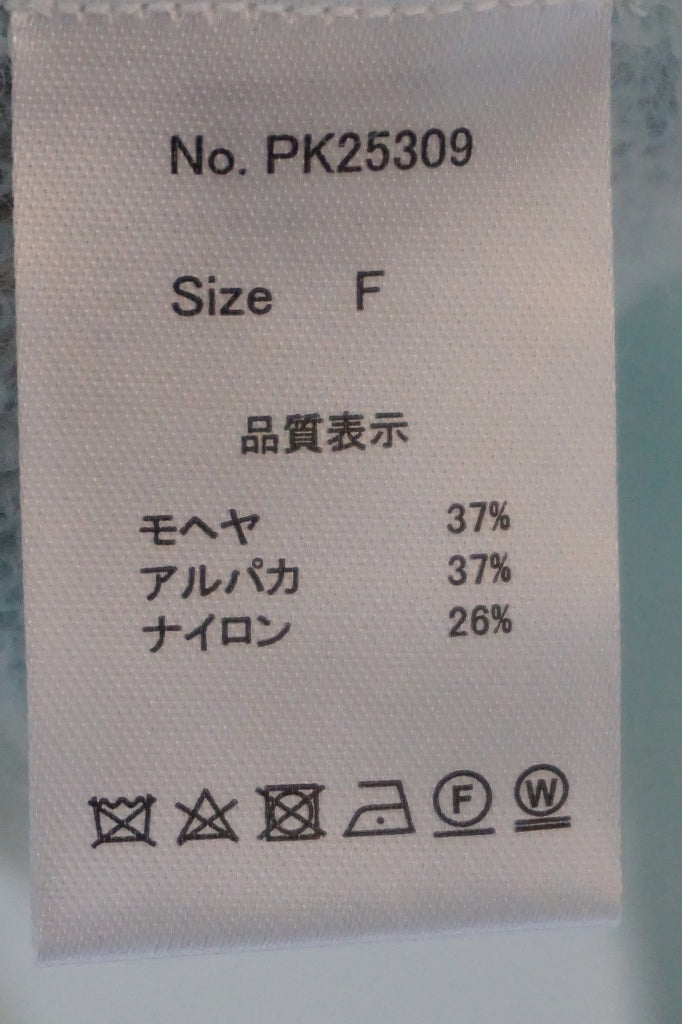 No. PK25309
Size F
品質表示
モヘヤ 37%
アルパカ 37%
ナイロン 26%
F W